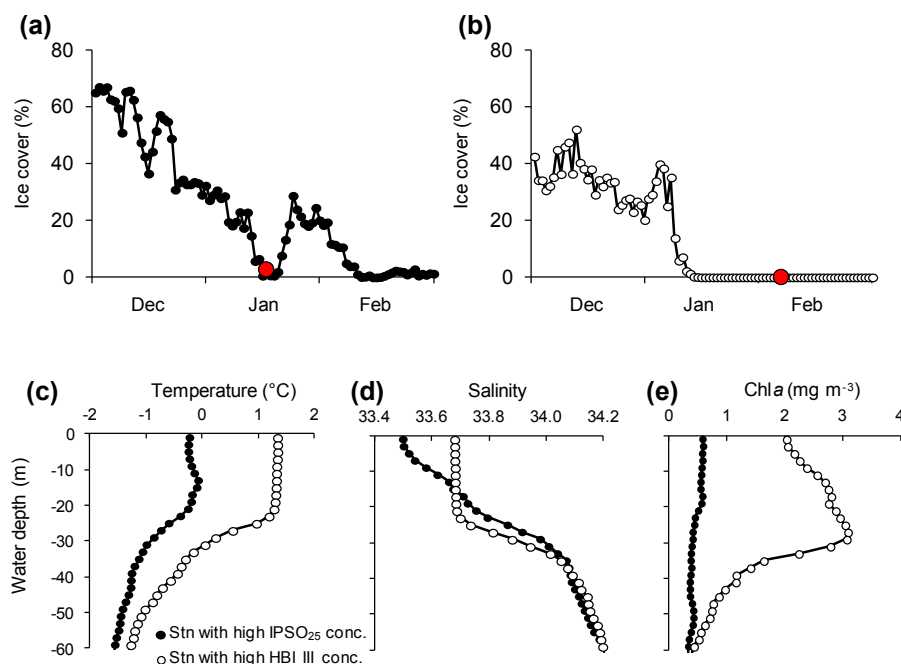 (a)
(b)
80
60
40
20
0
Ice cover (%)
Dec
Jan
Feb
80
60
40
20
0
Ice cover (%)
Dec
Jan
Feb
(c)
Temperature (°C)
-2 -1 0 1 2
(d)
Salinity
33.4 33.6 33.8 34.0 34.2
(e)
Chla (mg m⁻³)
0 1 2 3 4
0
-10
-20
-30
-40
-50
-60
Water depth (m)
Stn with high IPSO₂₅ conc.
Stn with high HBI III conc.